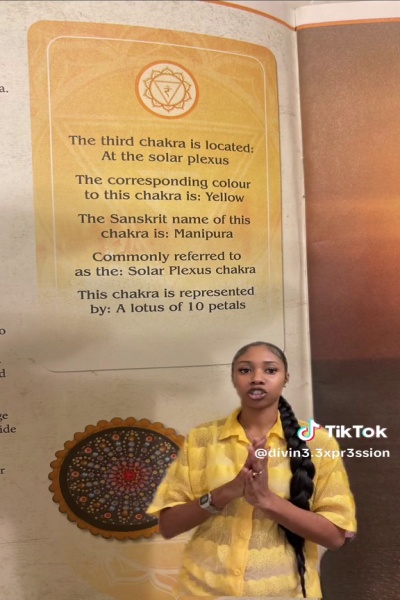 a.
The third chakra is located:
At the solar plexus
The corresponding colour
to this chakra is: Yellow
The Sanskrit name of this
chakra is: Manipura
Commonly referred to
as the: Solar Plexus chakra
This chakra is represented
by: A lotus of 10 petals
o
d
ge
ide
r
TikTok
@divin3.3xpr3ssion